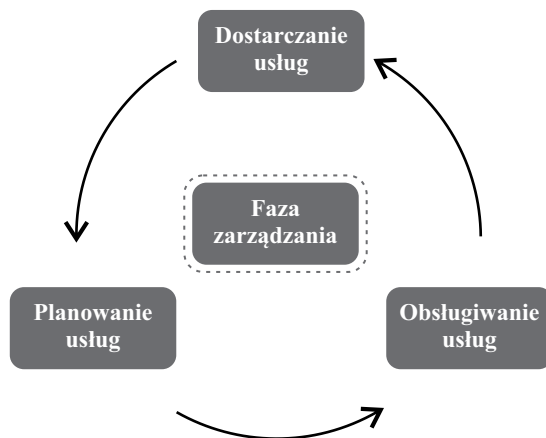 Dostarczanie
usług
Faza
zarządzania
Planowanie
usług
Obsługiwanie
usług